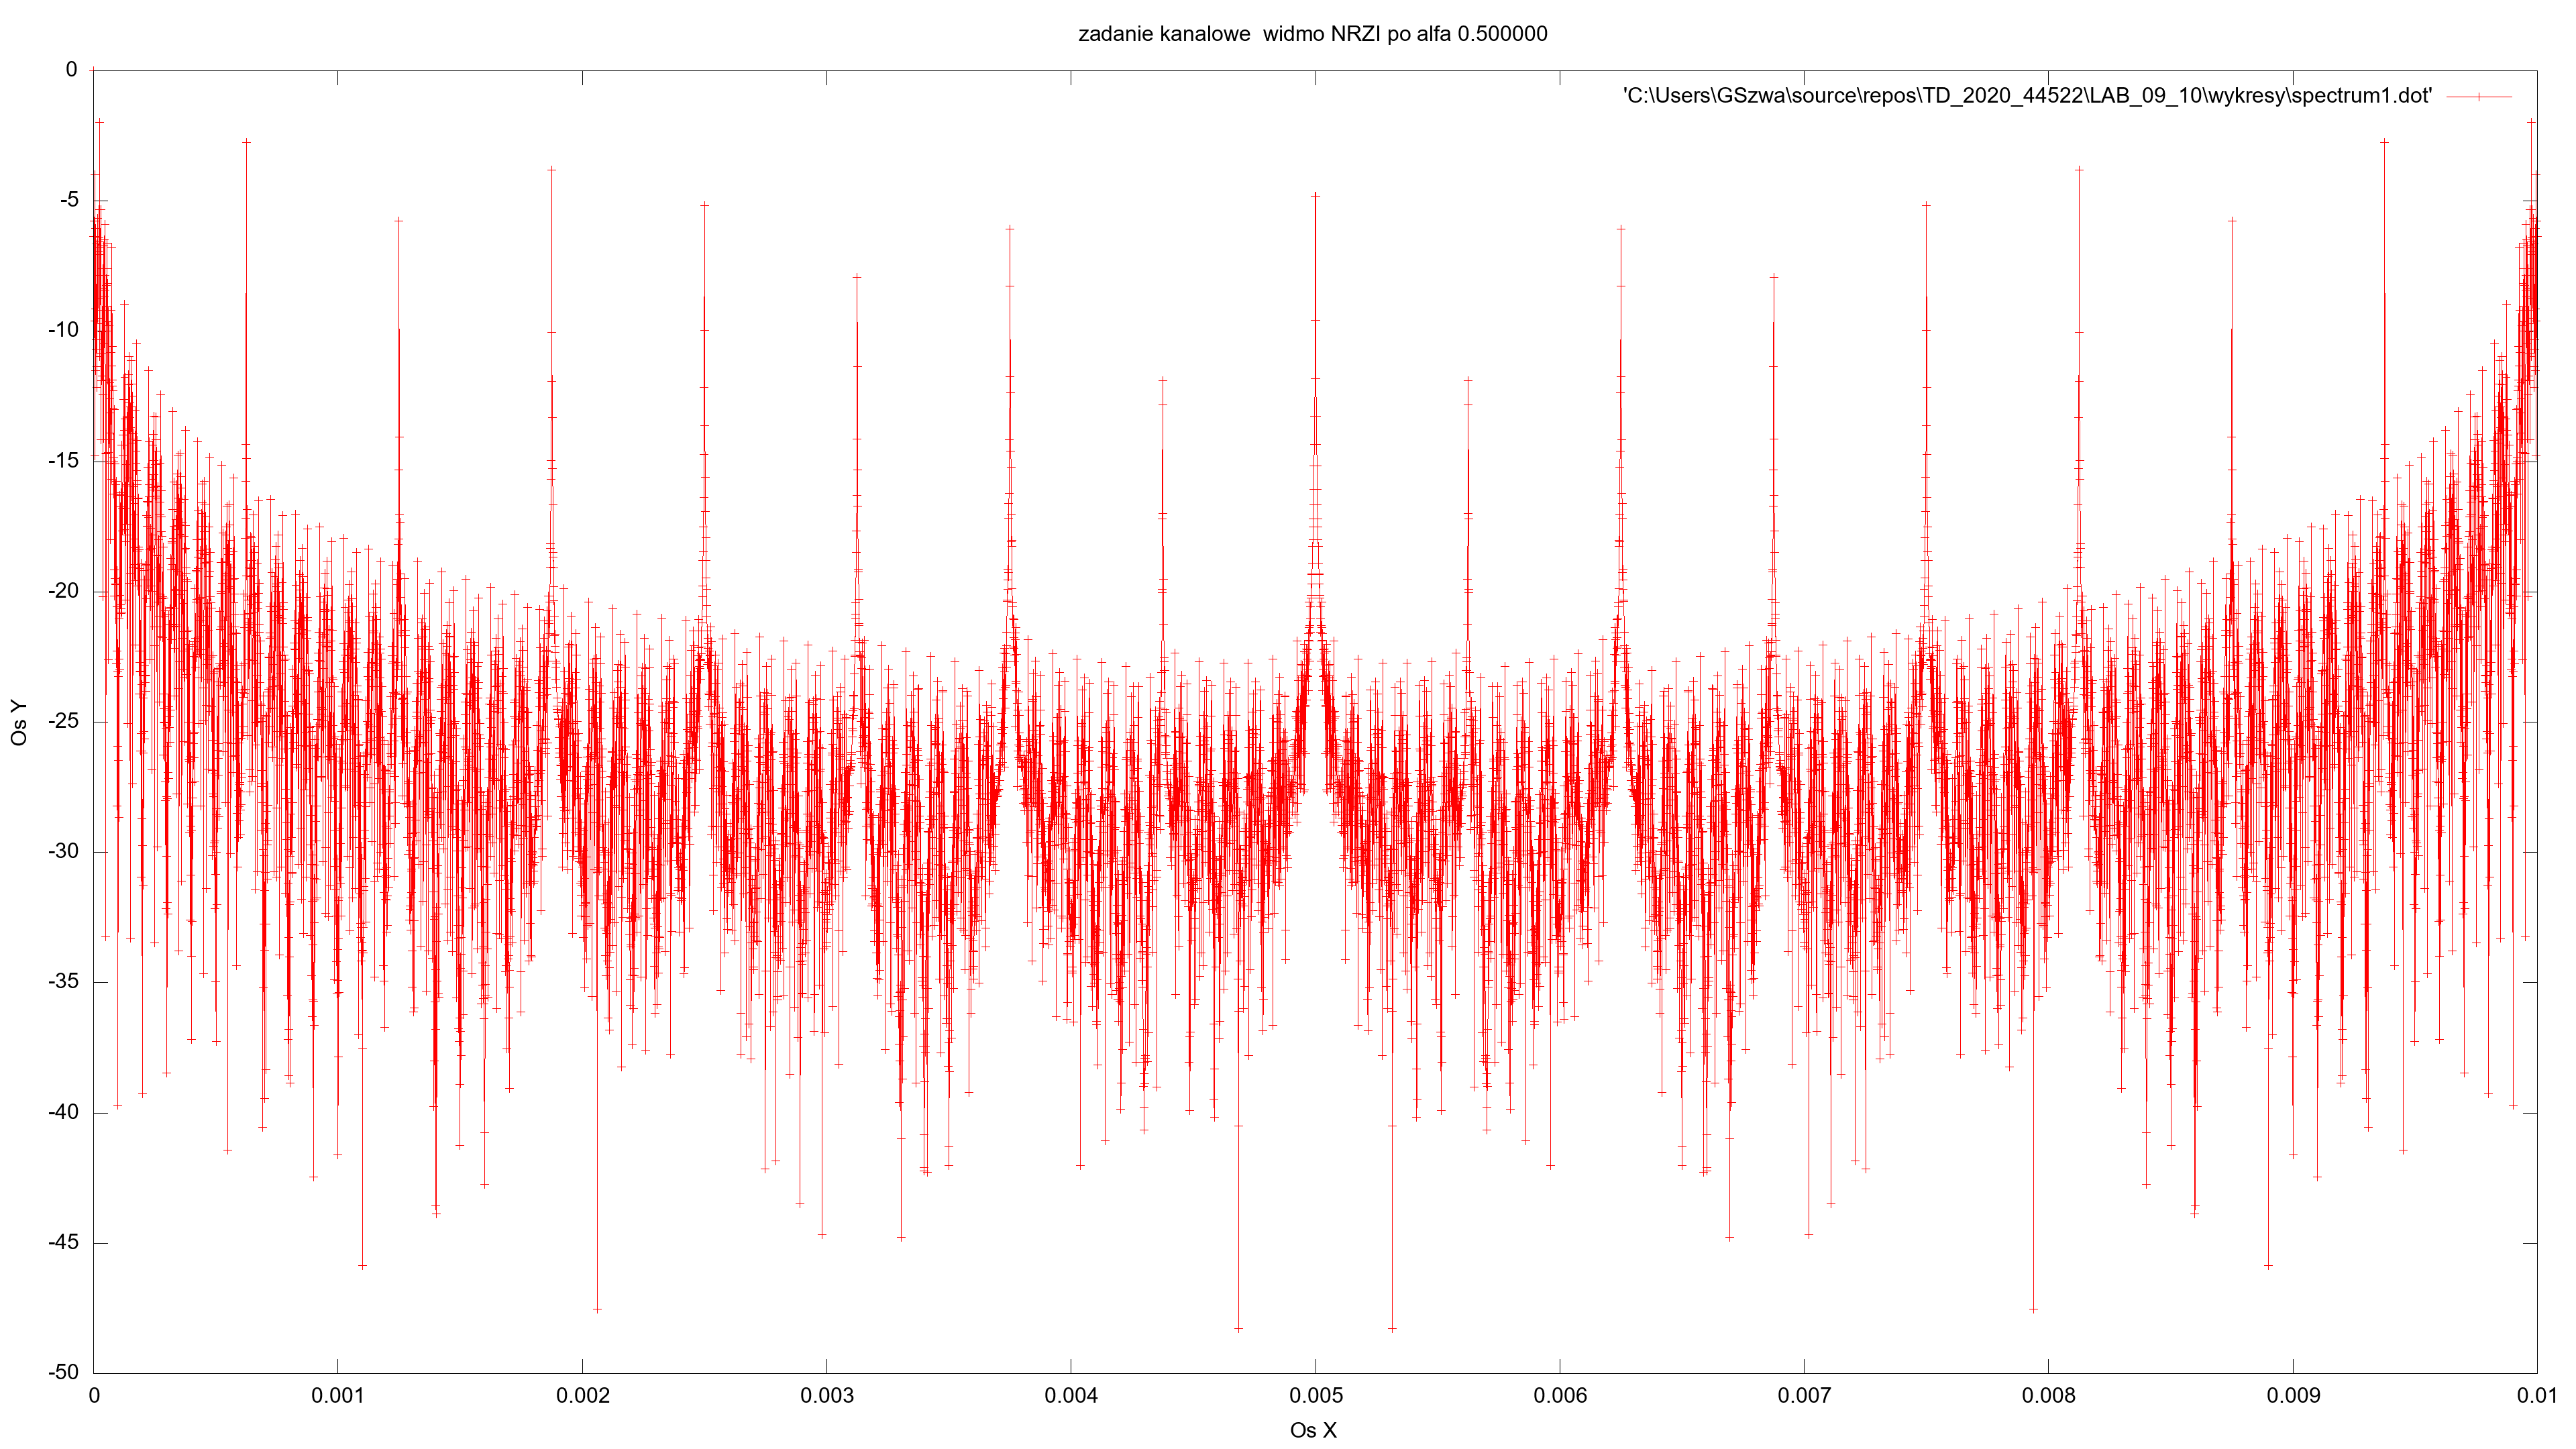 zadanie kanalowe  widmo NRZI po alfa 0.500000
'C:\Users\GSzwa\source\repos\TD_2020_44522\LAB_09_10\wykresy\spectrum1.dot'
0
-5
-10
-15
-20
-25
-30
-35
-40
-45
-50
Os Y
0 0.001 0.002 0.003 0.004 0.005 0.006 0.007 0.008 0.009 0.01
Os X